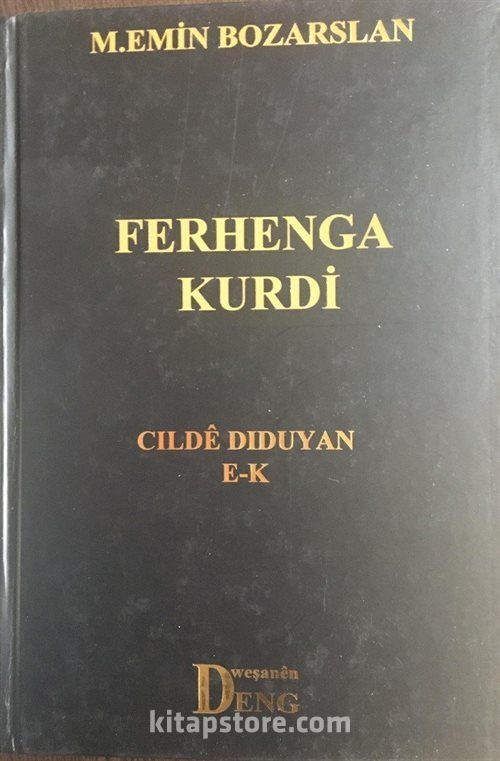 M.EMİN BOZARSLAN
FERHENGA
KURDİ
CILDÊ DIDUYAN
E-K
weşanên
DENG
kitapstore.com